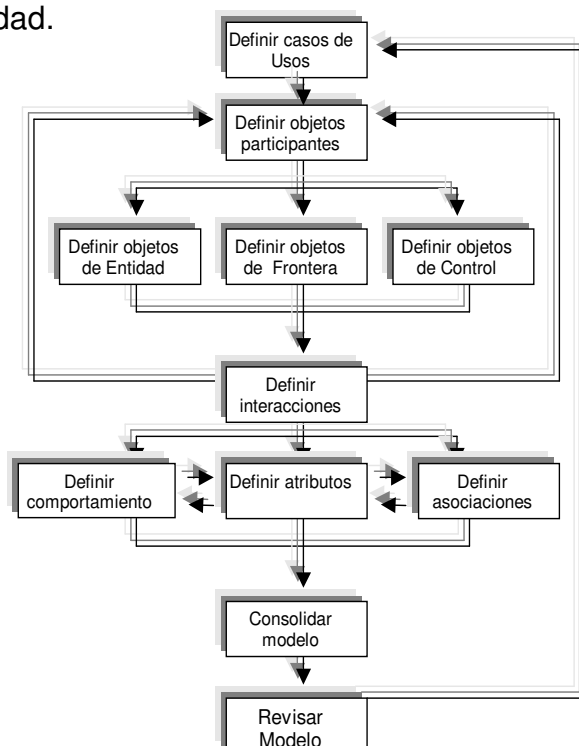 dad.
Definir casos de
Usos
Definir objetos
participantes
Definir objetos
de Entidad
Definir objetos
de Frontera
Definir objetos
de Control
Definir
interacciones
Definir
comportamiento
Definir atributos
Definir
asociaciones
Consolidar
modelo
Revisar
Modelo